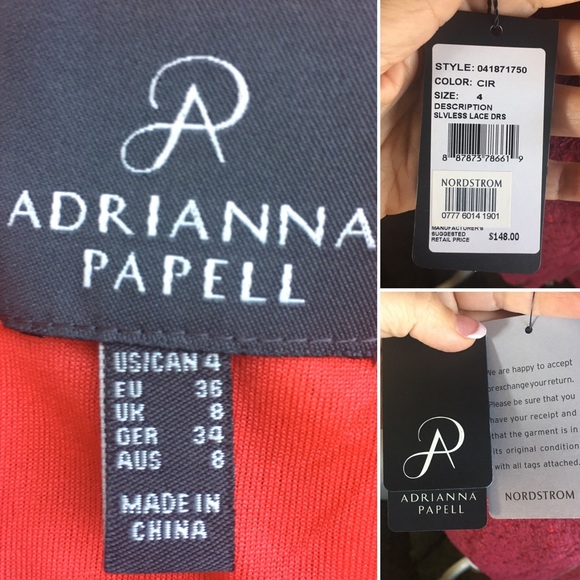 ADRIANNA
PAPELL
US/CAN 4
EU 36
UK 8
GER 34
AUS 8
MADE IN
CHINA
STYLE: 041871750
COLOR: CIR
SIZE: 4
DESCRIPTION
SLVLESS LACE DRS
8 87873 78661 9
NORDSTROM
0777 6014 1901
MANUFACTURER'S
SUGGESTED
RETAIL PRICE $148.00
ADRIANNA
PAPELL
We are happy to accept
or exchange your return.
Please be sure that you
have your receipt and
that the garment is in
its original condition
with all tags attached.
NORDSTROM